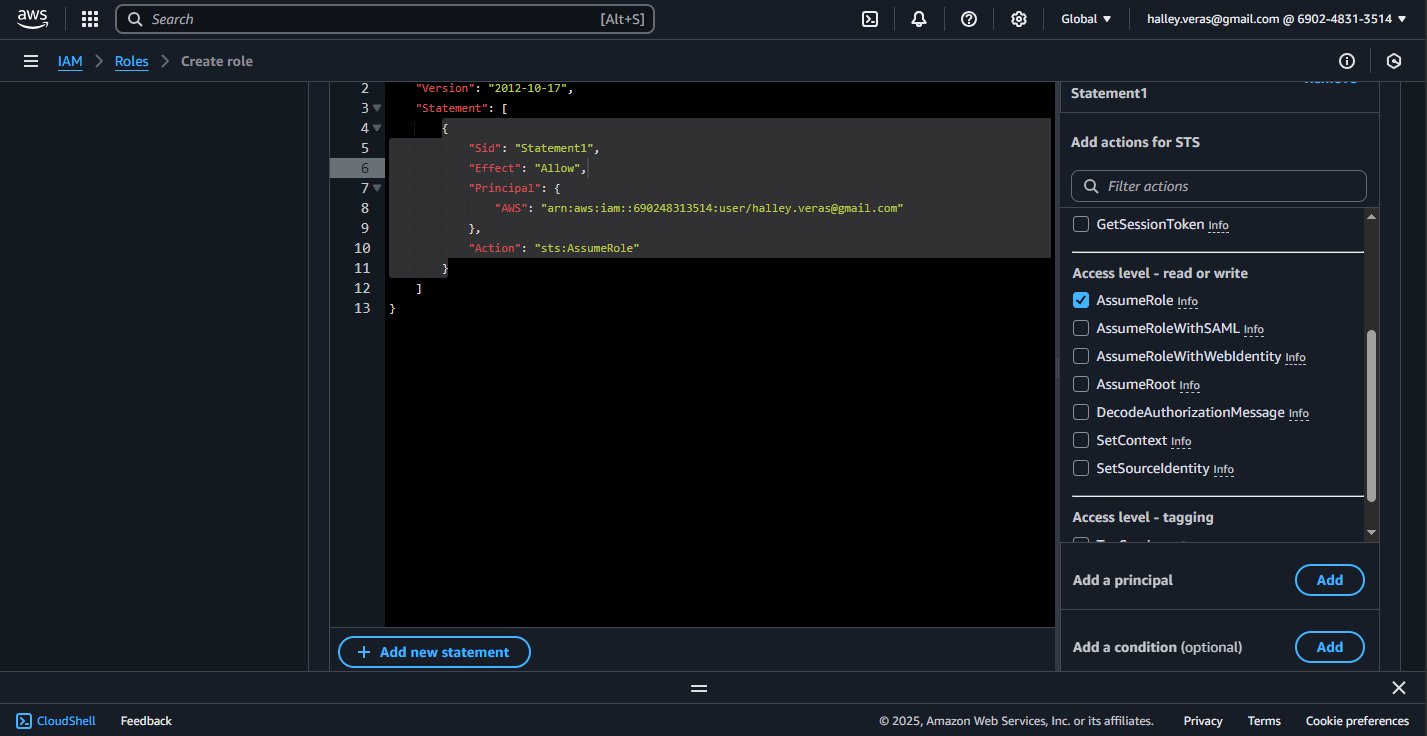 aws
Search
[Alt+S]
Global
halley.veras@gmail.com @ 6902-4831-3514
IAM
Roles
Create role
2 "Version": "2012-10-17",
3 "Statement": [
4 {
5 "Sid": "Statement1",
6 "Effect": "Allow",
7 "Principal": {
8 "AWS": "arn:aws:iam::690248313514:user/halley.veras@gmail.com"
9 },
10 "Action": "sts:AssumeRole"
11 }
12 ]
13 }
+ Add new statement
Statement1
Add actions for STS
Filter actions
GetSessionToken Info
Access level - read or write
AssumeRole Info
AssumeRoleWithSAML Info
AssumeRoleWithWebIdentity Info
AssumeRoot Info
DecodeAuthorizationMessage Info
SetContext Info
SetSourceIdentity Info
Access level - tagging
Add a principal
Add
Add a condition (optional)
Add
CloudShell
Feedback
© 2025, Amazon Web Services, Inc. or its affiliates.
Privacy
Terms
Cookie preferences